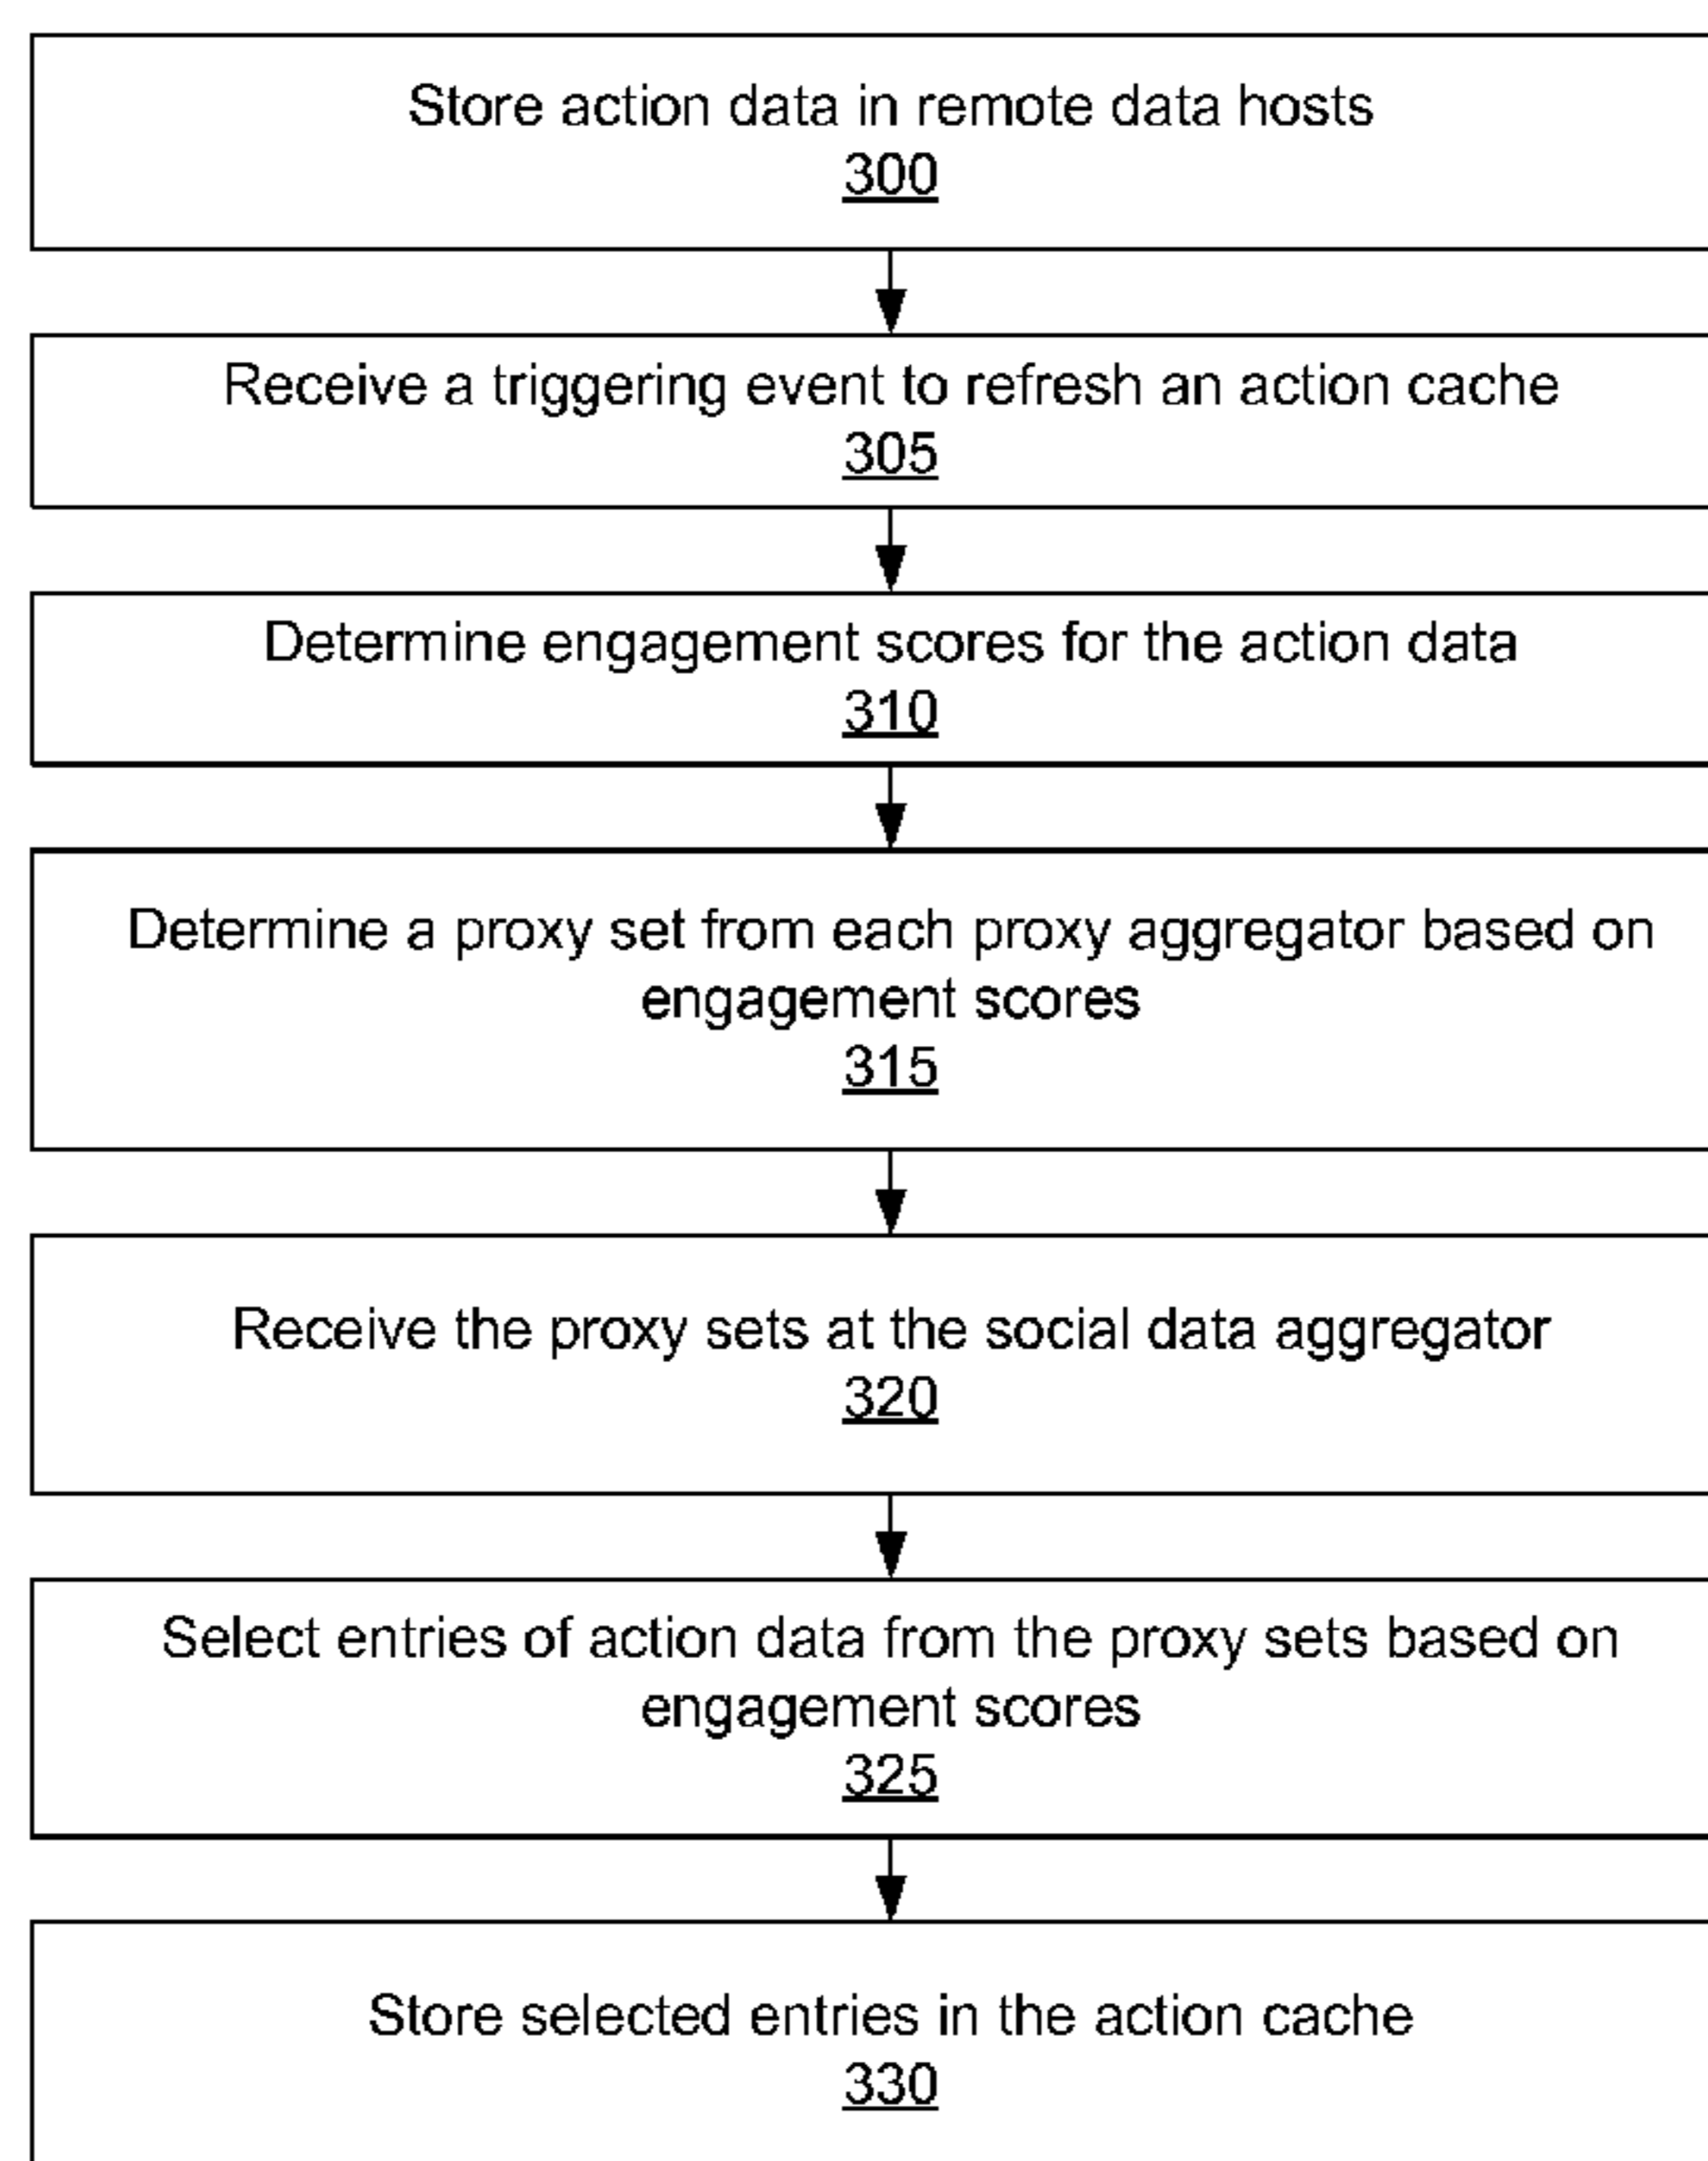 Store action data in remote data hosts
300
Receive a triggering event to refresh an action cache
305
Determine engagement scores for the action data
310
Determine a proxy set from each proxy aggregator based on
engagement scores
315
Receive the proxy sets at the social data aggregator
320
Select entries of action data from the proxy sets based on
engagement scores
325
Store selected entries in the action cache
330